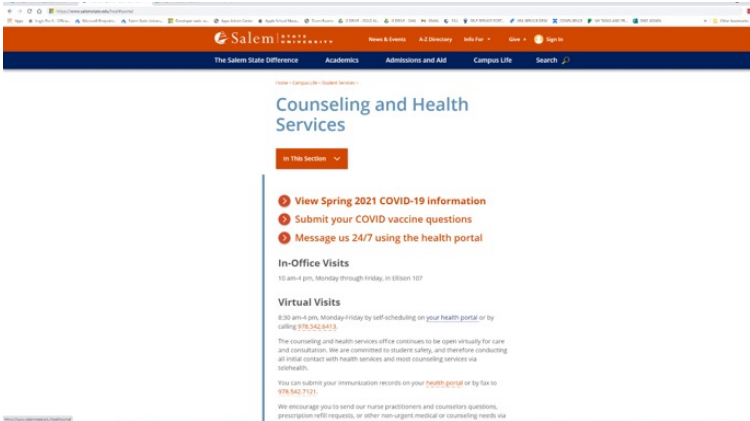 Salem STATE UNIVERSITY
News & Events A-Z Directory Info For Give Sign In
The Salem State Difference Academics Admissions and Aid Campus Life Search
Home › Campus Life › Student Services ›
Counseling and Health
Services
In This Section
View Spring 2021 COVID-19 information
Submit your COVID vaccine questions
Message us 24/7 using the health portal
In-Office Visits
10 am-4 pm, Monday through Friday, in Ellison 107
Virtual Visits
8:30 am-4 pm, Monday-Friday by self-scheduling on your health portal or by
calling 978.542.6413.
The counseling and health services office continues to be open virtually for care
and consultation. We are committed to student safety, and therefore conducting
all initial contact with health services and most counseling services via
telehealth.
You can submit your immunization records on your health portal or by fax to
978.542.7121.
We encourage you to send our nurse practitioners and counselors questions,
prescription refill requests, or other non-urgent medical or counseling needs via